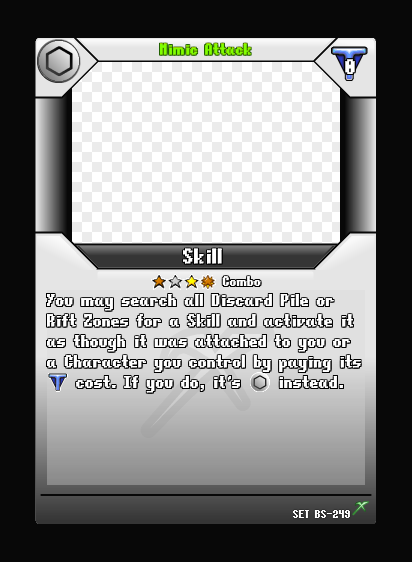 Mimic Attack
Skill
Combo
You may search all Discard Pile or
Rift Zones for a Skill and activate it
as though it was attached to you or
a Character you control by paying its
cost. If you do, it's instead.
SET BS-249